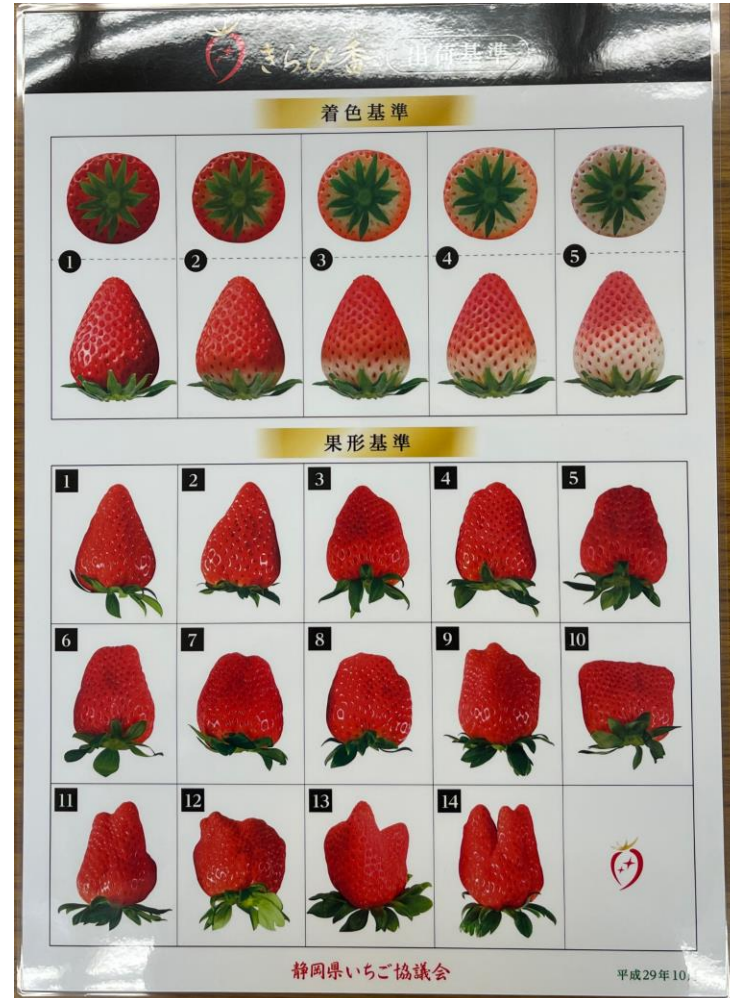 きらぴ香 出荷基準
着色基準
1 2 3 4 5
果形基準
1 2 3 4 5
6 7 8 9 10
11 12 13 14
静岡県いちご協議会
平成29年10